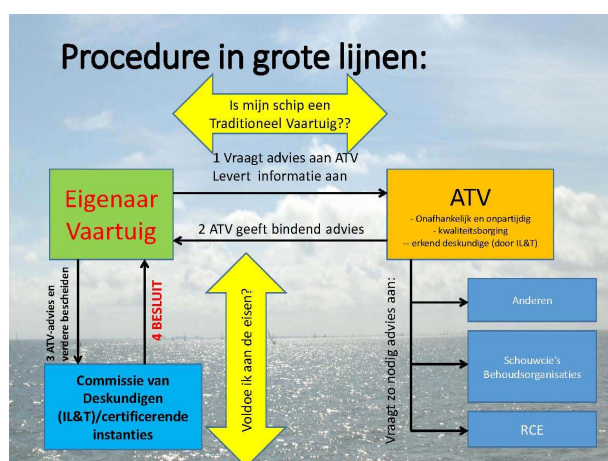 Procedure in grote lijnen:
Is mijn schip een
Traditioneel Vaartuig??
1 Vraagt advies aan ATV
Levert informatie aan
Eigenaar
Vaartuig
ATV
- Onafhankelijk en onpartijdig
- kwaliteitsborging
-- erkend deskundige (door IL&T)
2 ATV geeft bindend advies
3 ATV-advies en
verdere bescheiden
4 BESLUIT
Voldoe ik aan de eisen?
Vraagt zo nodig advies aan:
Anderen
Schouwcie's
Behoudsorganisaties
RCE
Commissie van
Deskundigen
(IL&T)/certificerende
instanties